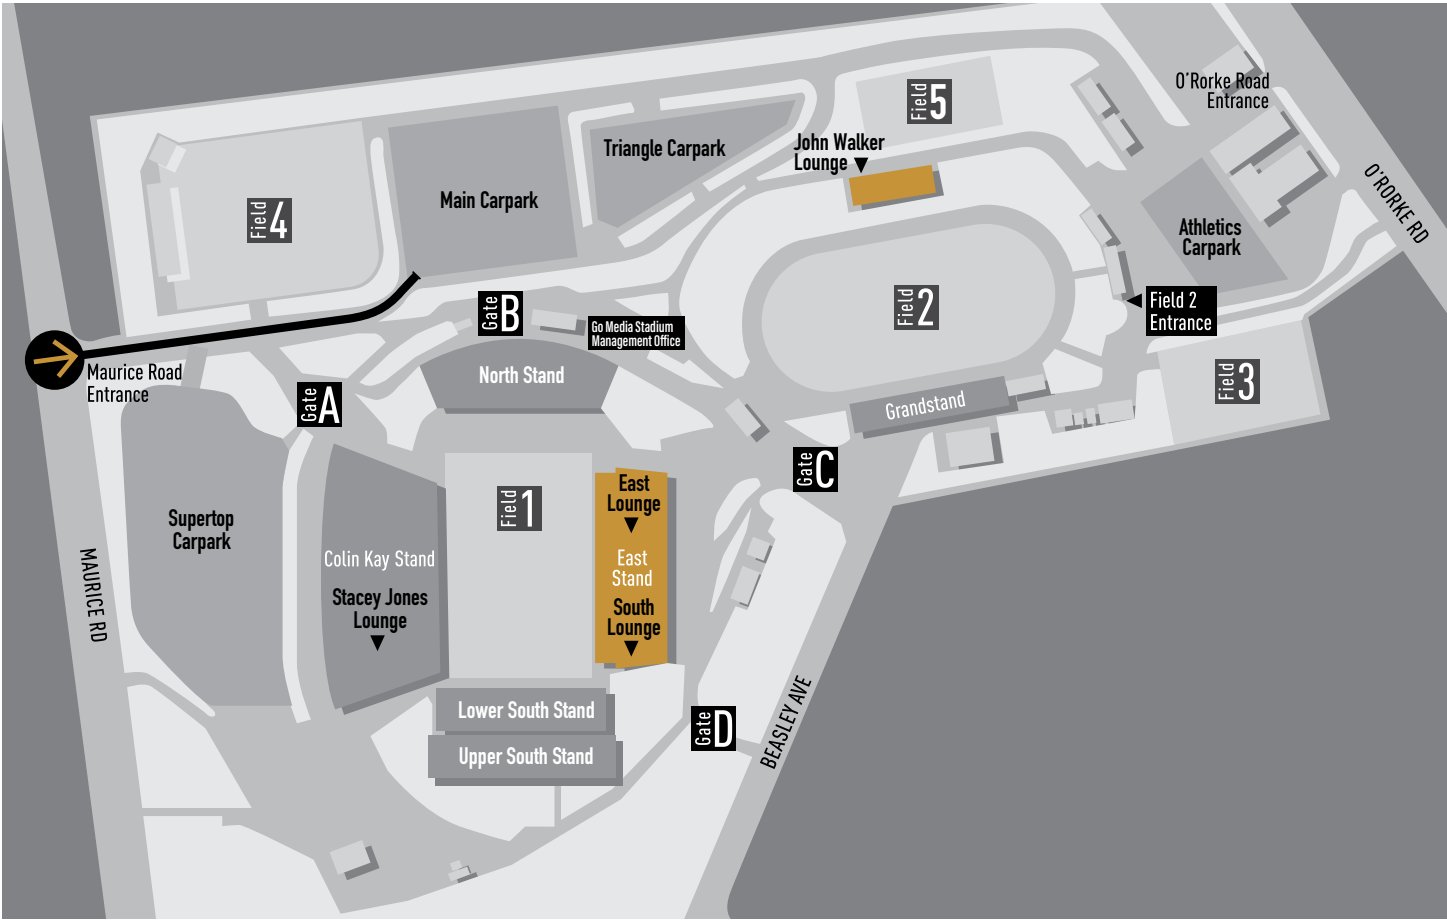 O'Rorke Road
Entrance
Field 5
Triangle Carpark
John Walker
Lounge
O'RORKE RD
Main Carpark
Field 4
Athletics
Carpark
Field 2
Field 2
Entrance
Gate B
Go Media Stadium
Management Office
Maurice Road
Entrance
North Stand
Field 3
Gate A
Grandstand
Gate C
East
Lounge
Field 1
Supertop
Carpark
Colin Kay Stand
East
Stand
MAURICE RD
Stacey Jones
Lounge
South
Lounge
Lower South Stand
Gate D
BEASLEY AVE
Upper South Stand